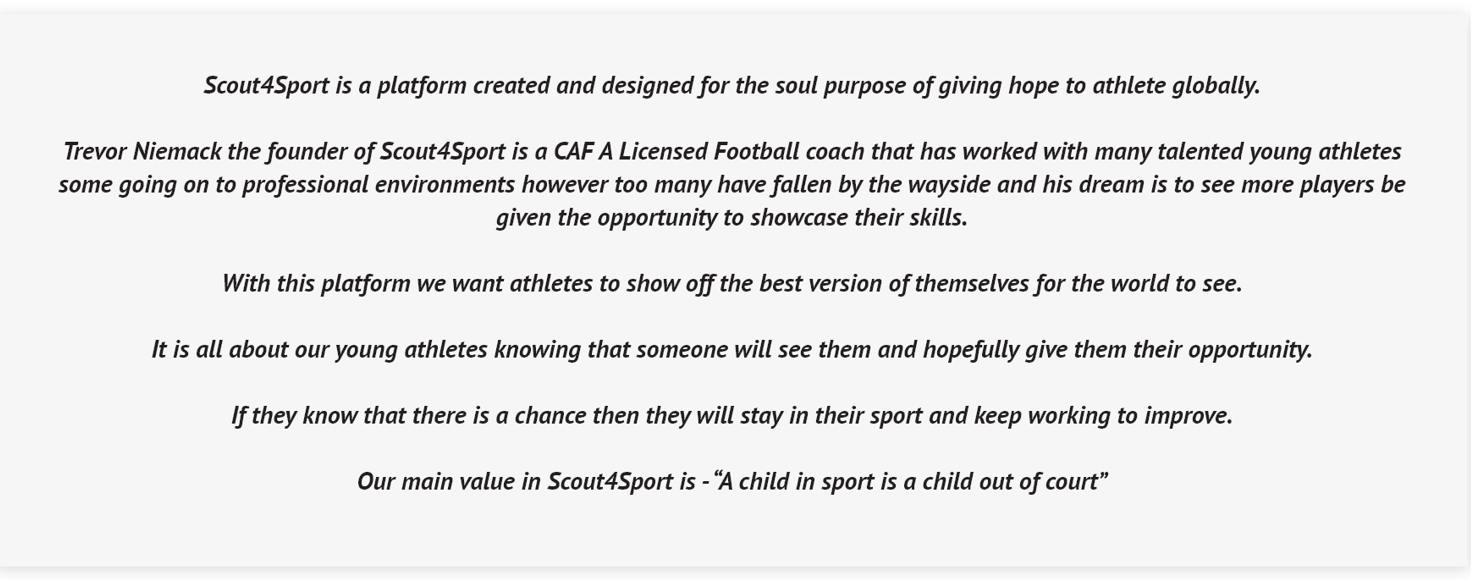 Scout4Sport is a platform created and designed for the soul purpose of giving hope to athlete globally.
Trevor Niemack the founder of Scout4Sport is a CAF A Licensed Football coach that has worked with many talented young athletes
some going on to professional environments however too many have fallen by the wayside and his dream is to see more players be
given the opportunity to showcase their skills.
With this platform we want athletes to show off the best version of themselves for the world to see.
It is all about our young athletes knowing that someone will see them and hopefully give them their opportunity.
If they know that there is a chance then they will stay in their sport and keep working to improve.
Our main value in Scout4Sport is - “A child in sport is a child out of court”